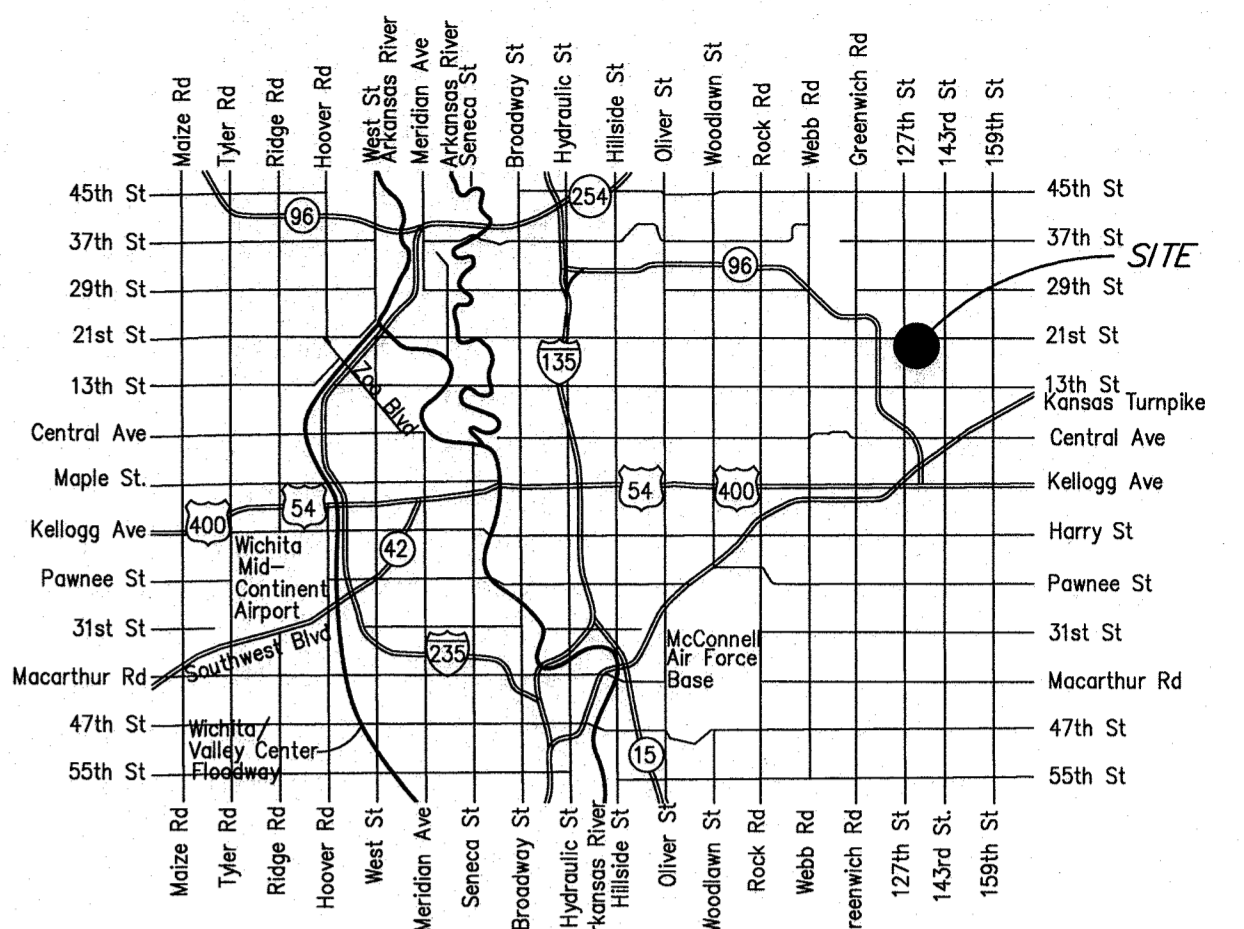 Maize Rd
Tyler Rd
Ridge Rd
Hoover Rd
West St
Arkansas River
Meridian Ave
Arkansas River
Seneca St
Broadway St
Hydraulic St
Hillside St
Oliver St
Woodlawn St
Rock Rd
Webb Rd
Greenwich Rd
127th St
143rd St
159th St
45th St
37th St
29th St
21st St
13th St
Central Ave
Maple St.
Kellogg Ave
Pawnee St
31st St
Macarthur Rd
47th St
55th St
96
254
96
135
Zoo Blvd
54
400
400
54
42
Wichita
Mid-
Continent
Airport
Southwest Blvd
235
McConnell
Air Force
Base
Wichita/
Valley Center
Floodway
15
45th St
37th St
SITE
29th St
21st St
13th St
Kansas Turnpike
Central Ave
Kellogg Ave
Harry St
Pawnee St
31st St
Macarthur Rd
47th St
55th St
Maize Rd
Tyler Rd
Ridge Rd
Hoover Rd
West St
Meridian Ave
Seneca St
Broadway St
Hydraulic St
rkansas River
Hillside St
Oliver St
Woodlawn St
Rock Rd
Webb Rd
reenwich Rd
127th St
143rd St.
159th St